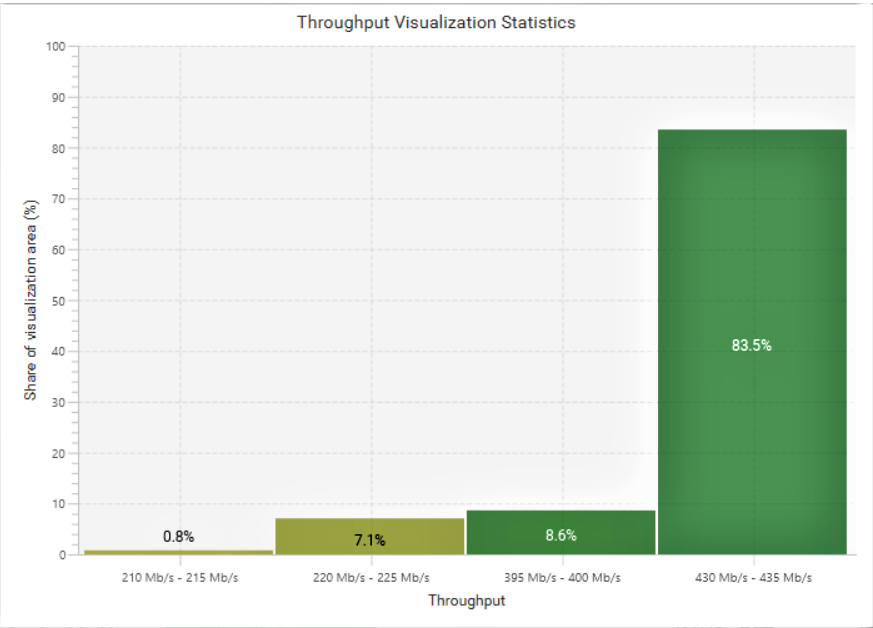 Throughput Visualization Statistics
Share of visualization area (%)
100
90
80
70
60
50
40
30
20
10
0
0.8%
7.1%
8.6%
83.5%
210 Mb/s - 215 Mb/s
220 Mb/s - 225 Mb/s
395 Mb/s - 400 Mb/s
430 Mb/s - 435 Mb/s
Throughput